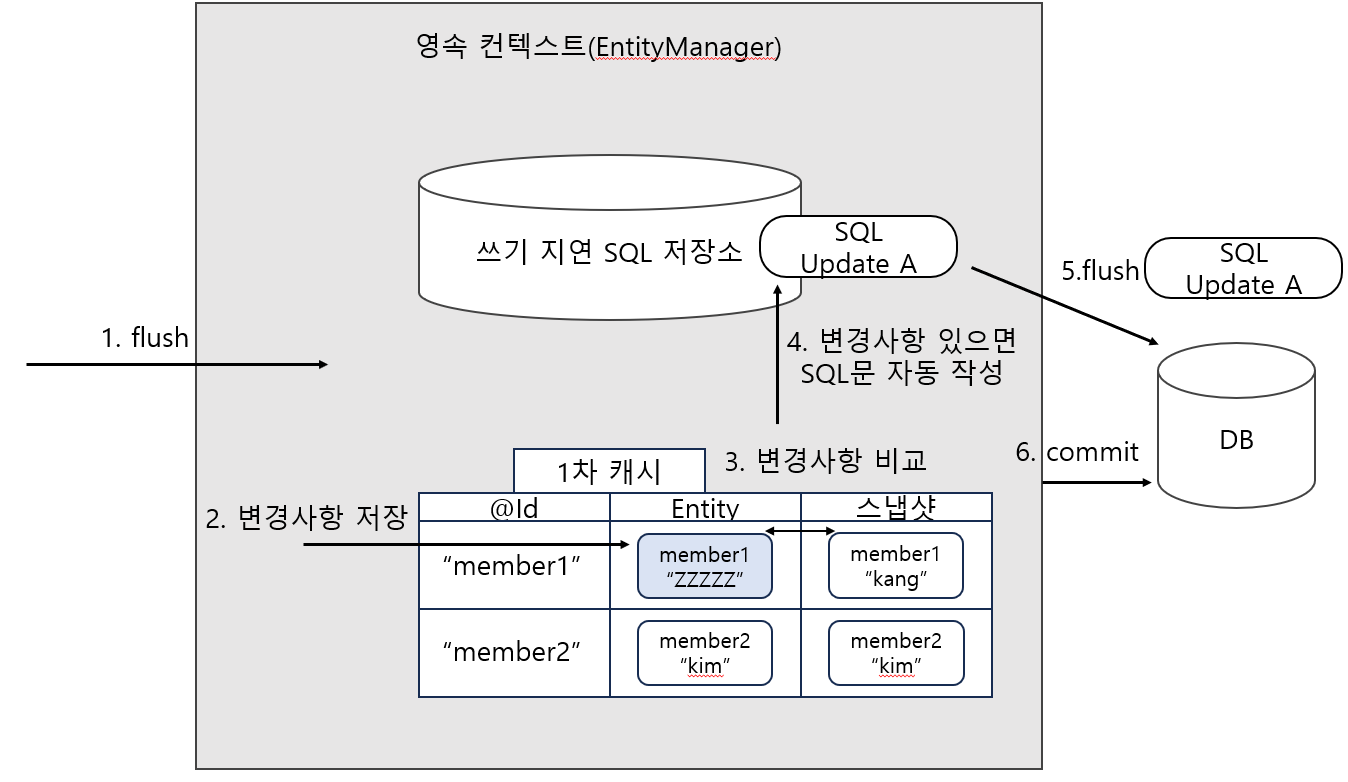 영속 컨텍스트(EntityManager)
쓰기 지연 SQL 저장소
SQL
Update A
5.flush
SQL
Update A
1. flush
4. 변경사항 있으면
SQL문 자동 작성
DB
6. commit
1차 캐시
3. 변경사항 비교
2. 변경사항 저장
@Id
Entity
스냅샷
“member1”
member1
“ZZZZZ”
member1
“kang”
“member2”
member2
“kim”
member2
“kim”